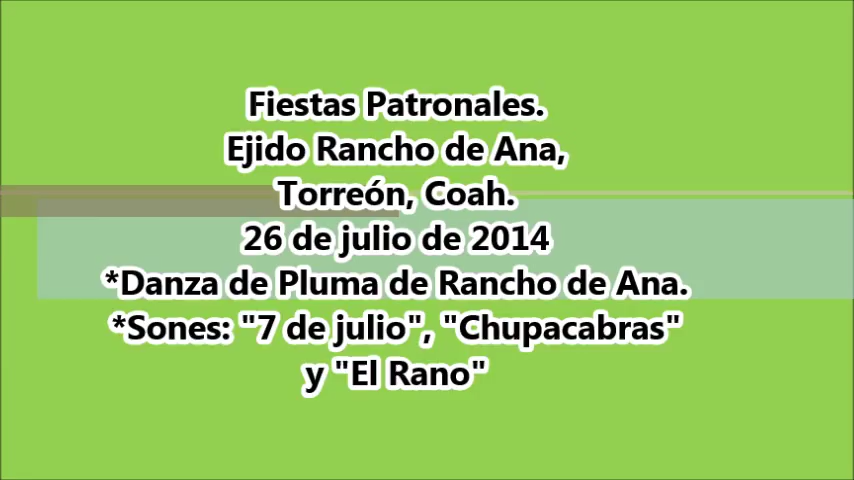 Fiestas Patronales.
Ejido Rancho de Ana,
Torreón, Coah.
26 de julio de 2014
*Danza de Pluma de Rancho de Ana.
*Sones: "7 de julio", "Chupacabras"
y "El Rano"